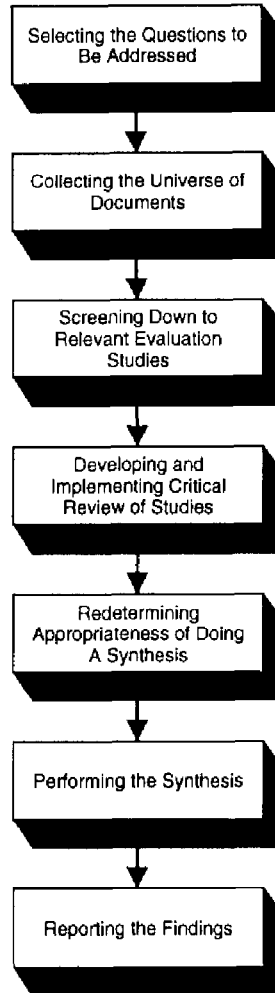 Selecting the Questions to
Be Addressed
Collecting the Universe of
Documents
Screening Down to
Relevant Evaluation
Studies
Developing and
Implementing Critical
Review of Studies
Redetermining
Appropriateness of Doing
A Synthesis
Performing the Synthesis
Reporting the Findings